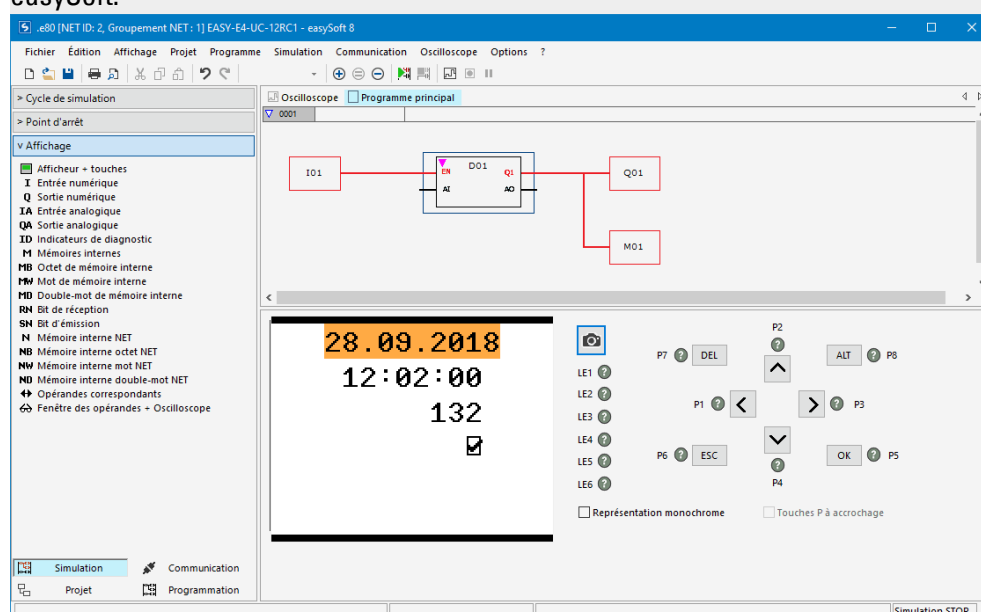 easySoft.
.e80 [NET ID: 2, Groupement NET : 1] EASY-E4-UC-12RC1 - easySoft 8
Fichier Édition Affichage Projet Programme Simulation Communication Oscilloscope Options ?
> Cycle de simulation
> Point d'arrêt
v Affichage
Afficheur + touches
I Entrée numérique
Q Sortie numérique
IA Entrée analogique
QA Sortie analogique
ID Indicateurs de diagnostic
M Mémoires internes
MB Octet de mémoire interne
MW Mot de mémoire interne
MD Double-mot de mémoire interne
RN Bit de réception
SN Bit d'émission
N Mémoire interne NET
NB Mémoire interne octet NET
NW Mémoire interne mot NET
ND Mémoire interne double-mot NET
Opérandes correspondants
Fenêtre des opérandes + Oscilloscope
Simulation Communication
Projet Programmation
Oscilloscope Programme principal
0001
I01
D01
EN Q1
AI AO
Q01
M01
28.09.2018
12:02:00
132
P2
P7 ? DEL ? ALT ? P8
LE1 ?
LE2 ?
P1 ? < > ? P3
LE3 ?
LE4 ?
LE5 ?
P6 ? ESC ? OK ? P5
LE6 ?
P4
Représentation monochrome Touches P à accrochage
Simulation STOP